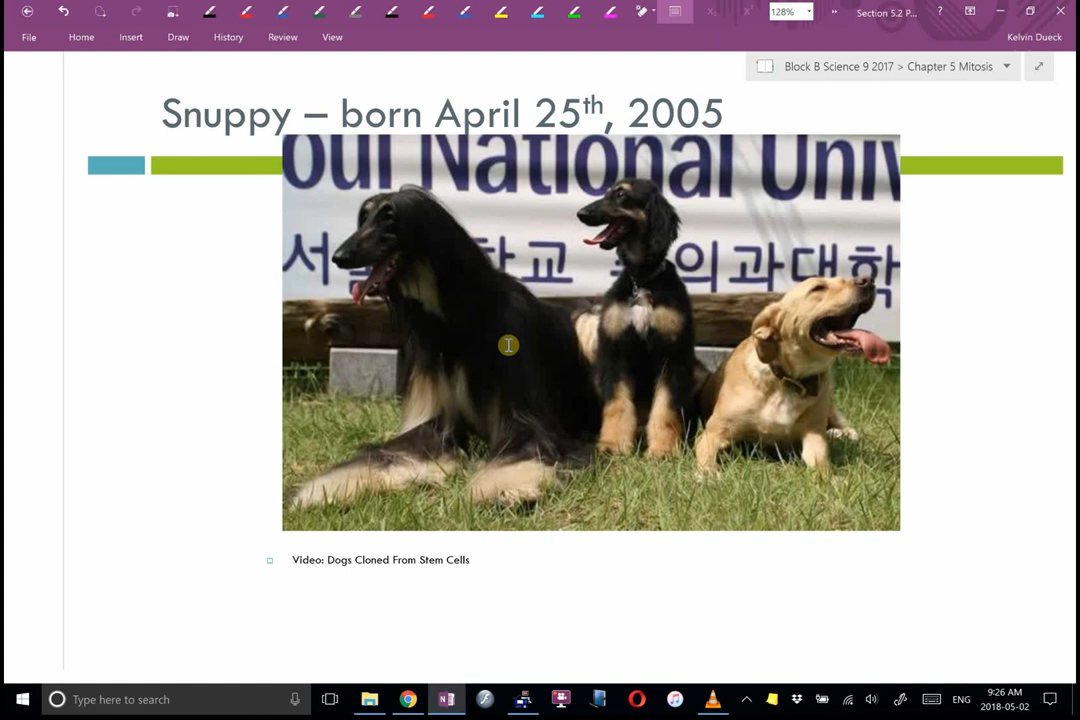 128%
Section 5.2 P...
?
File
Home
Insert
Draw
History
Review
View
Kelvin Dueck
Block B Science 9 2017 > Chapter 5 Mitosis
Snuppy – born April 25th, 2005
oul National Univ
서울 학교 의과대학
Video: Dogs Cloned From Stem Cells
Type here to search
ENG
9:26 AM
2018-05-02